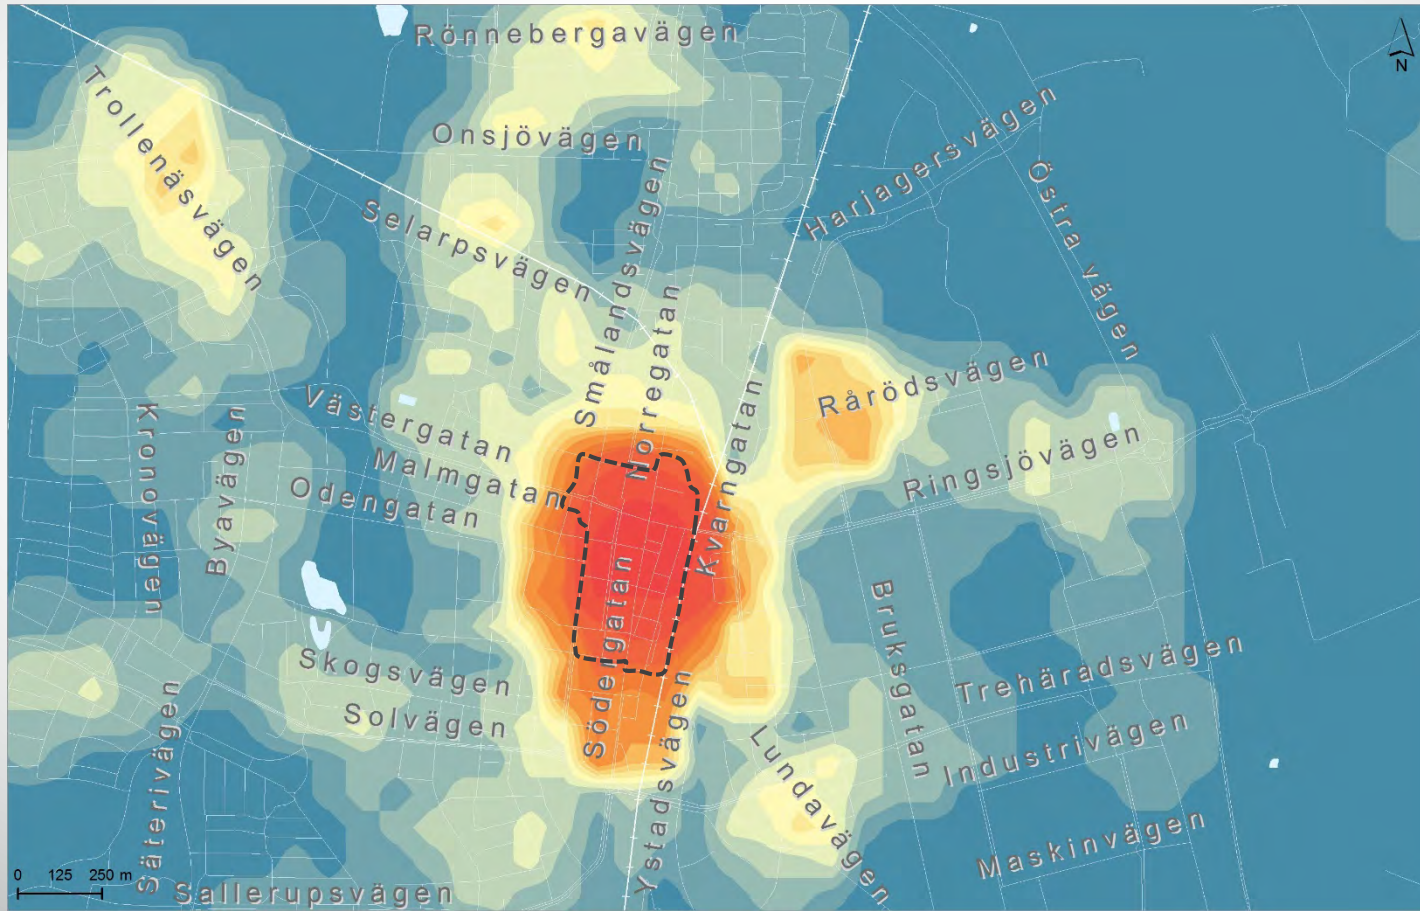 Rönnebergavägen
N
Trollenäsvägen
Onsjövägen
Harjagersvägen
Östra vägen
Selarpsvägen
Smålandsvägen
Norregatan
Rårödsvägen
Kronovägen
Byavägen
Västergatan
Malmgatan
Odengatan
Kvarngatan
Ringsjövägen
Södergatan
Bruksgatan
Skogsvägen
Solvägen
Trehäradsvägen
Industrivägen
Säterivägen
Ystadsvägen
Lundavägen
Maskinvägen
0 125 250 m
Sallerupsvägen